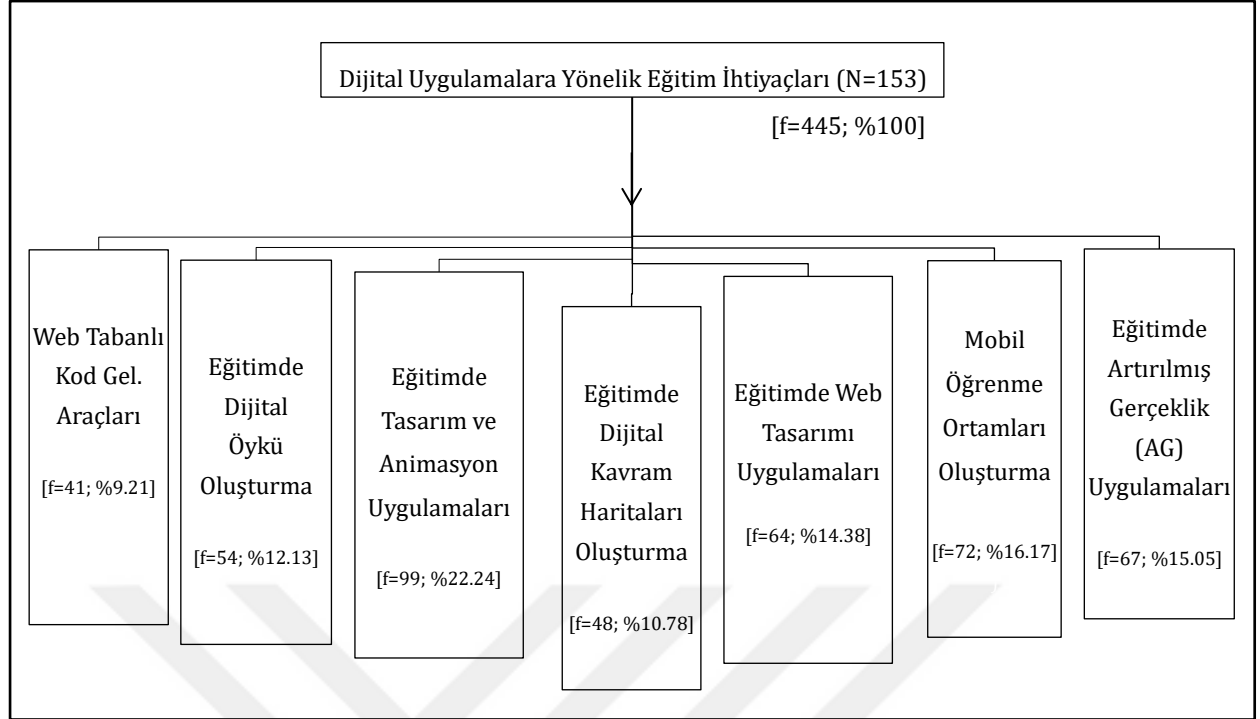 Dijital Uygulamalara Yönelik Eğitim İhtiyaçları (N=153)
[f=445; %100]
Web Tabanlı
Kod Gel.
Araçları
[f=41; %9.21]
Eğitimde
Dijital
Öykü
Oluşturma
[f=54; %12.13]
Eğitimde
Tasarım ve
Animasyon
Uygulamaları
[f=99; %22.24]
Eğitimde
Dijital
Kavram
Haritaları
Oluşturma
[f=48; %10.78]
Eğitimde Web
Tasarımı
Uygulamaları
[f=64; %14.38]
Mobil
Öğrenme
Ortamları
Oluşturma
[f=72; %16.17]
Eğitimde
Artırılmış
Gerçeklik
(AG)
Uygulamaları
[f=67; %15.05]